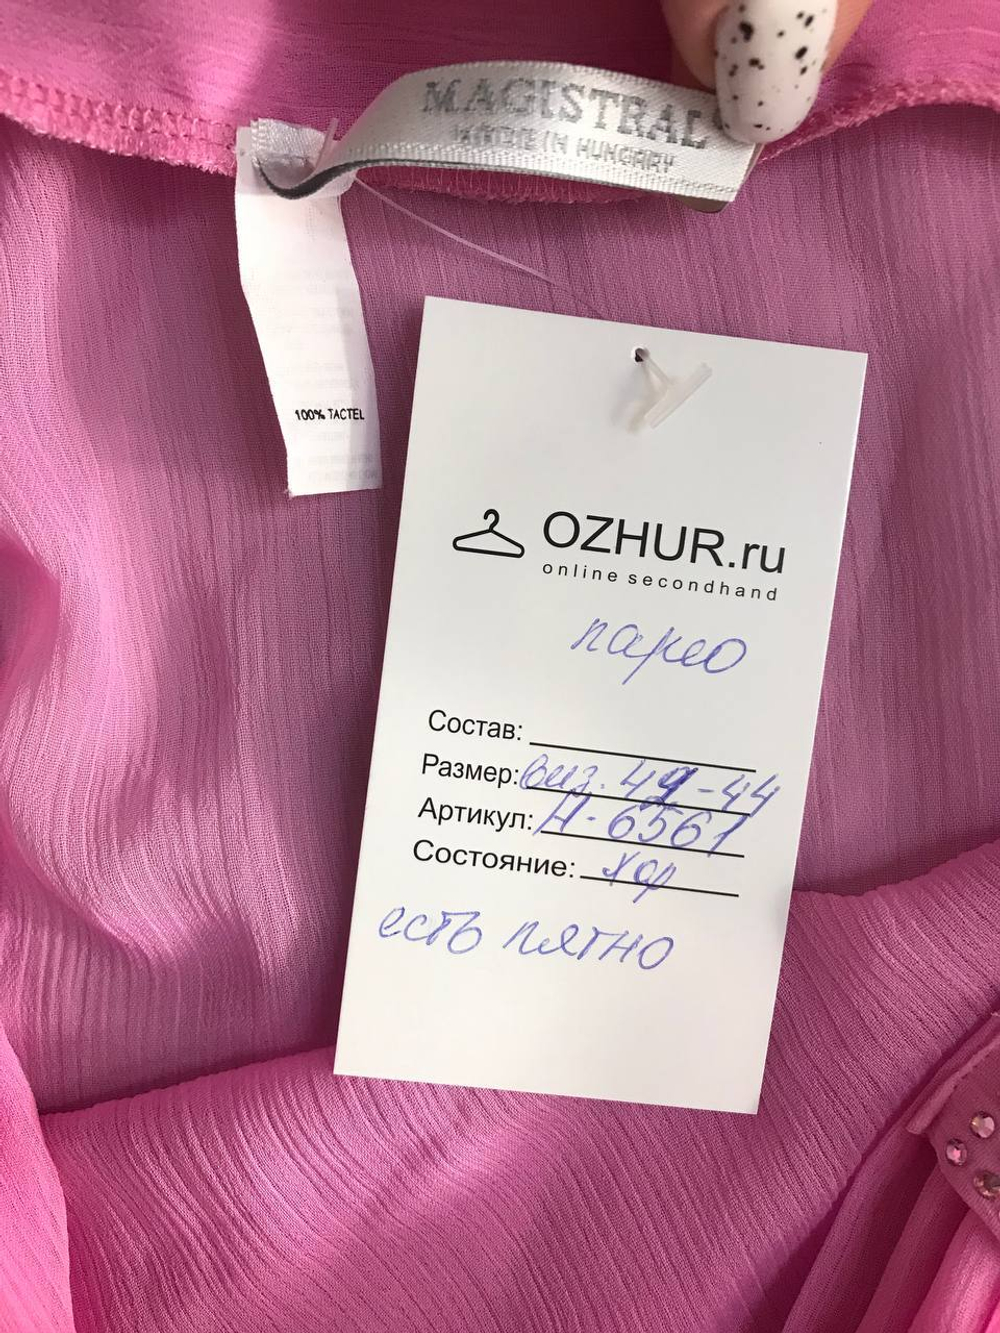 MAGISTRAL
MADE IN HUNGARY
100% TACTEL
OZHUR.ru
online secondhand
парео
Состав:
Размер: виз. 42-44
Артикул: Н-6561
Состояние: хор
есть пятно